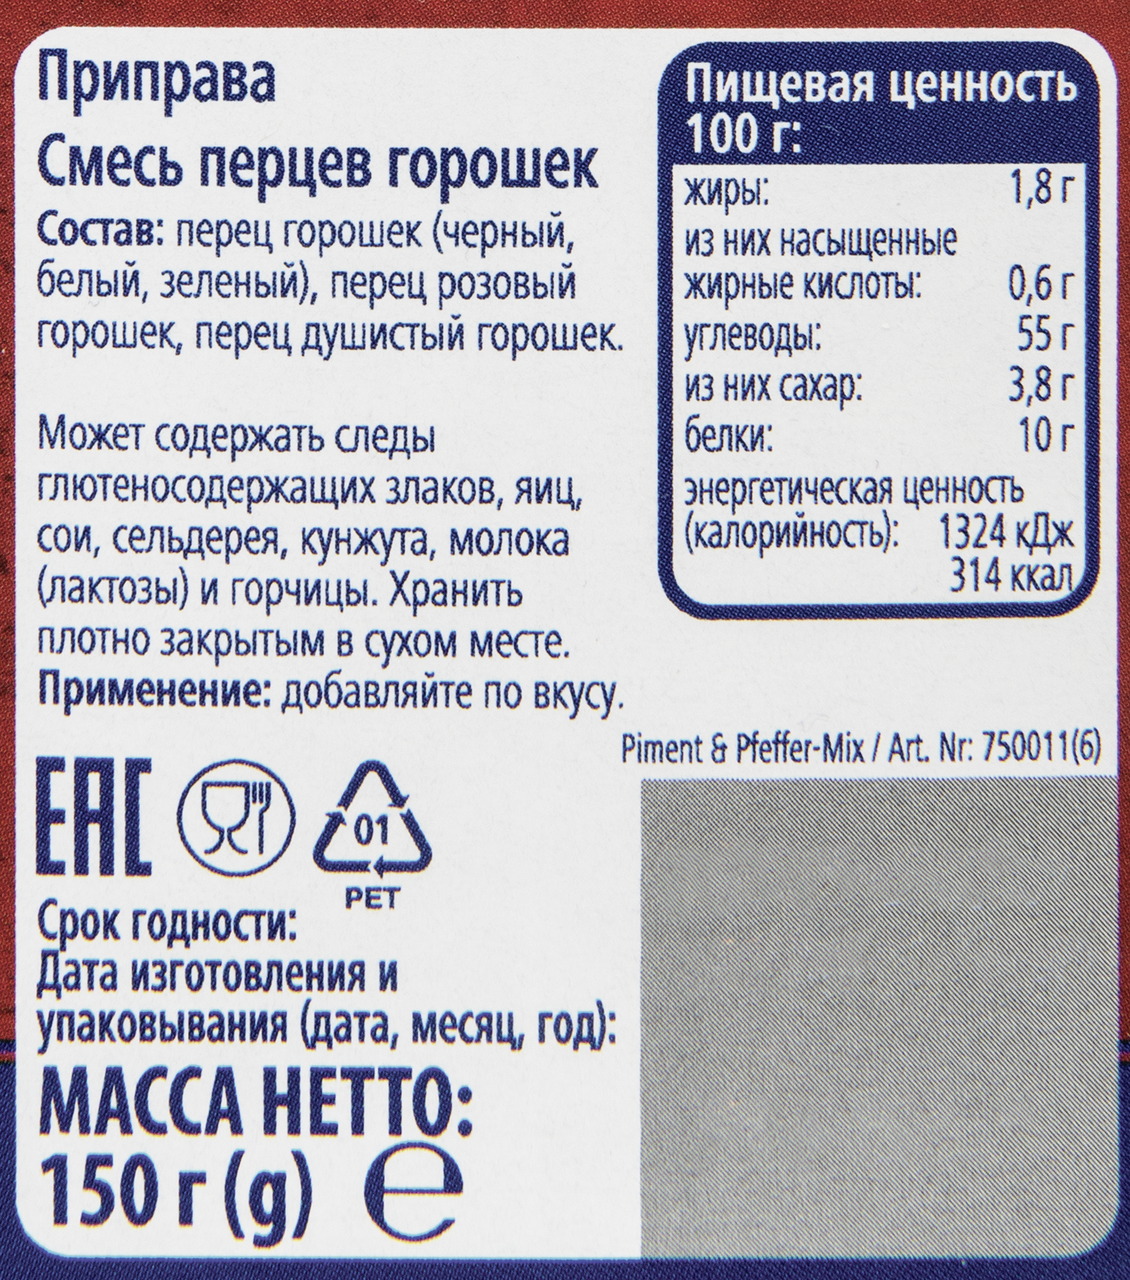 Приправа
Смесь перцев горошек
Состав: перец горошек (черный,
белый, зеленый), перец розовый
горошек, перец душистый горошек.
Может содержать следы
глютеносодержащих злаков, яиц,
сои, сельдерея, кунжута, молока
(лактозы) и горчицы. Хранить
плотно закрытым в сухом месте.
Применение: добавляйте по вкусу.
Пищевая ценность
100 г:
жиры: 1,8 г
из них насыщенные
жирные кислоты: 0,6 г
углеводы: 55 г
из них сахар: 3,8 г
белки: 10 г
энергетическая ценность
(калорийность): 1324 кДж
314 ккал
Piment & Pfeffer-Mix / Art. Nr: 750011(6)
EAC
01
PET
Срок годности:
Дата изготовления и
упаковывания (дата, месяц, год):
МАССА НЕТТО:
150 г (g) e